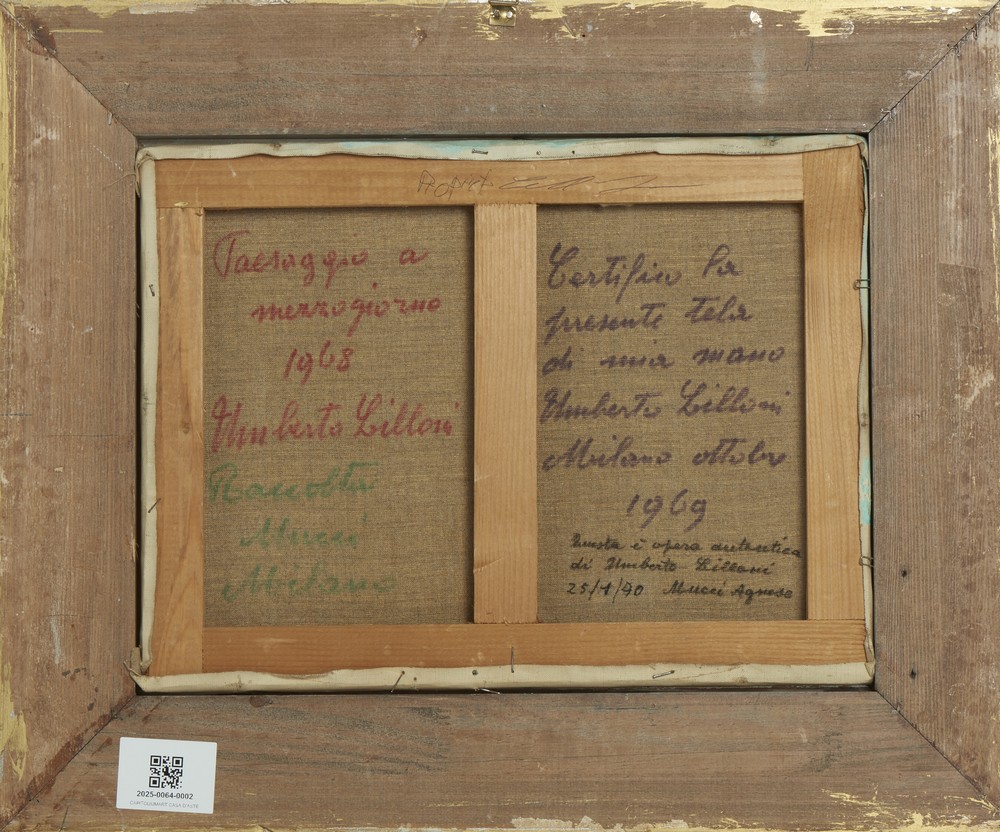 Paesaggio a
mezzogiorno
1968
Umberto Lilloni
Raccolta
Mucci
Milano
Certifico la
presente tela
di mia mano
Umberto Lilloni
Milano ottobre
1969
Questa è opera autentica
di Umberto Lilloni
25/1/90 Mucci Agnese
2025-0064-0002